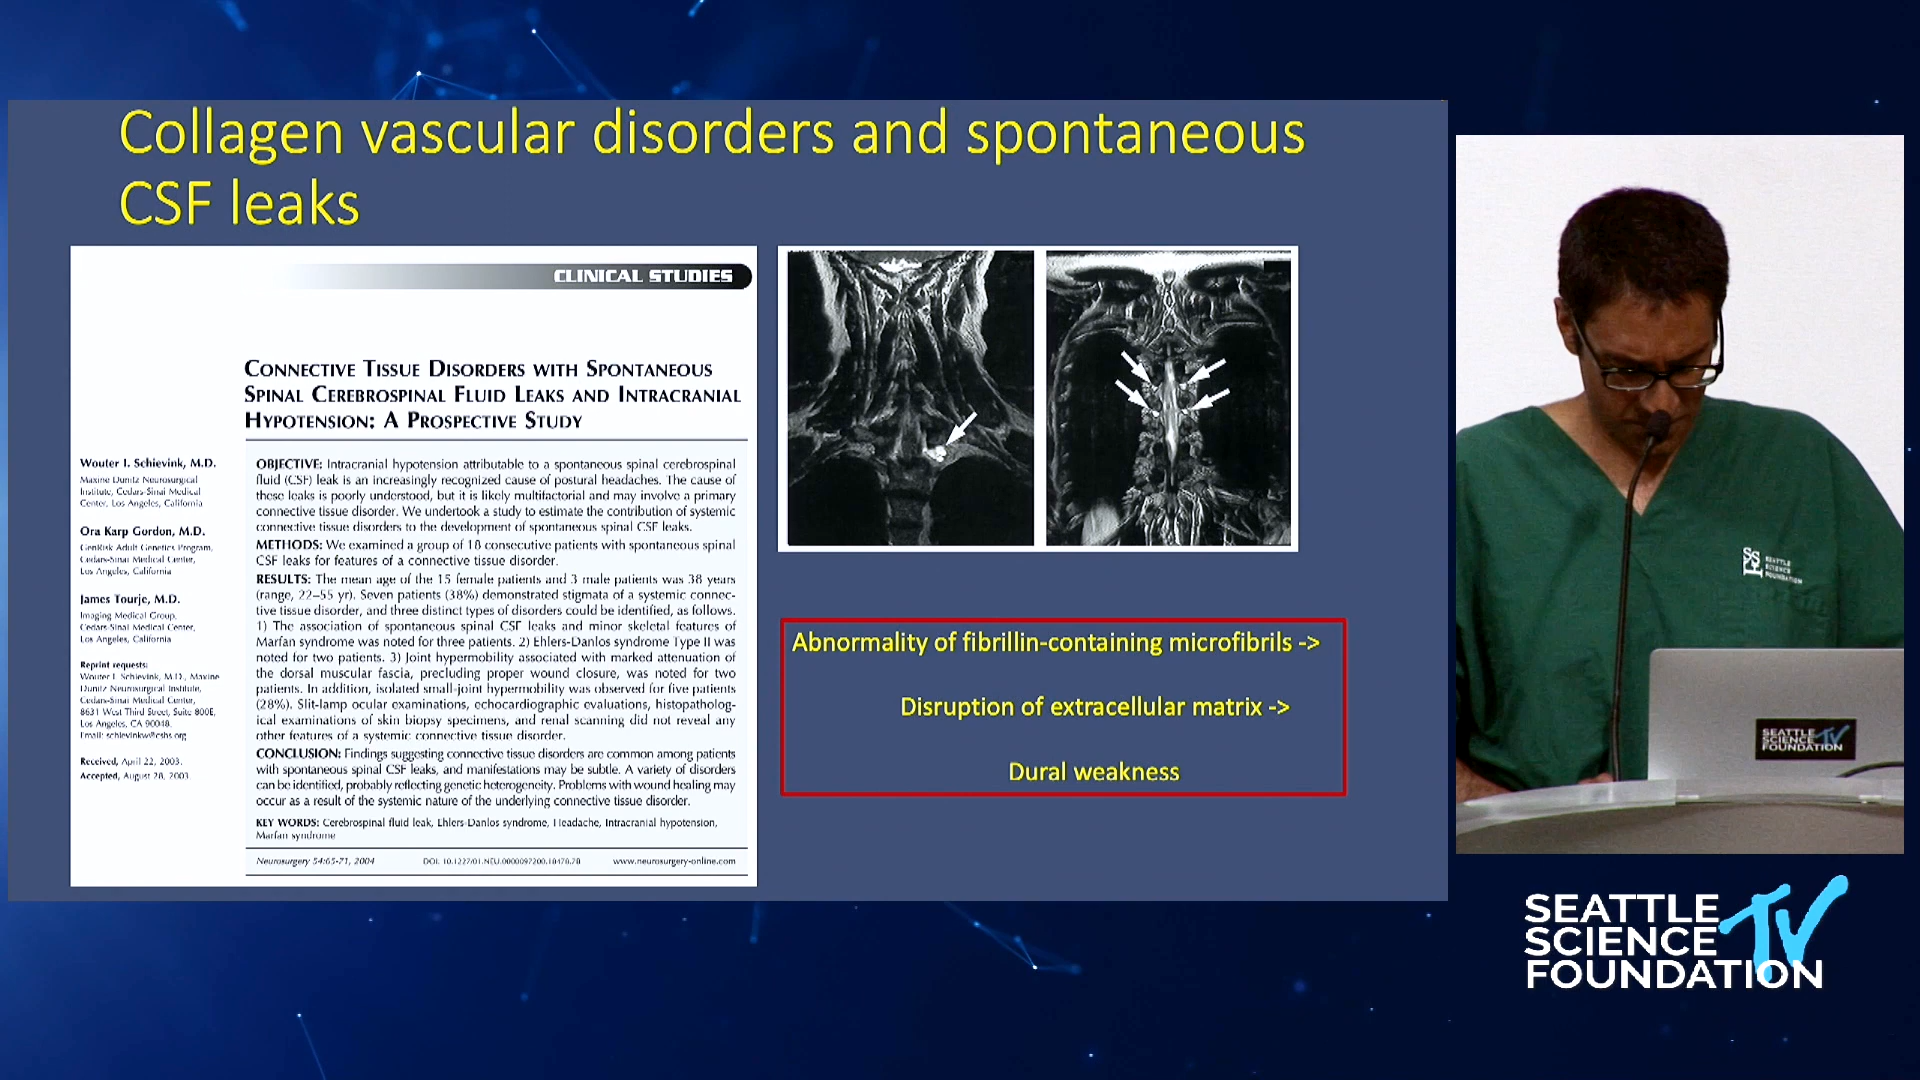 Collagen vascular disorders and spontaneous
CSF leaks
CLINICAL STUDIES
CONNECTIVE TISSUE DISORDERS WITH SPONTANEOUS
SPINAL CEREBROSPINAL FLUID LEAKS AND INTRACRANIAL
HYPOTENSION: A PROSPECTIVE STUDY
Wouter I. Schievink, M.D.
Maxine Dunitz Neurosurgical
Institute, Cedars-Sinai Medical
Center, Los Angeles, California
Ora Karp Gordon, M.D.
GenRisk Adult Genetics Program,
Cedars-Sinai Medical Center,
Los Angeles, California
James Tourje, M.D.
Imaging Medical Group,
Cedars-Sinai Medical Center,
Los Angeles, California
Reprint requests:
Wouter I. Schievink, M.D., Maxine
Dunitz Neurosurgical Institute,
Cedars-Sinai Medical Center,
8631 West Third Street, Suite 800E,
Los Angeles, CA 90048.
Email: schievinkw@cshs.org
Received, April 22, 2003.
Accepted, August 28, 2003.
OBJECTIVE: Intracranial hypotension attributable to a spontaneous spinal cerebrospinal
fluid (CSF) leak is an increasingly recognized cause of postural headaches. The cause of
these leaks is poorly understood, but it is likely multifactorial and may involve a primary
connective tissue disorder. We undertook a study to estimate the contribution of systemic
connective tissue disorders to the development of spontaneous spinal CSF leaks.
METHODS: We examined a group of 18 consecutive patients with spontaneous spinal
CSF leaks for features of a connective tissue disorder.
RESULTS: The mean age of the 15 female patients and 3 male patients was 38 years
(range, 22–55 yr). Seven patients (38%) demonstrated stigmata of a systemic connec-
tive tissue disorder, and three distinct types of disorders could be identified, as follows.
1) The association of spontaneous spinal CSF leaks and minor skeletal features of
Marfan syndrome was noted for three patients. 2) Ehlers-Danlos syndrome Type II was
noted for two patients. 3) Joint hypermobility associated with marked attenuation of
the dorsal muscular fascia, precluding proper wound closure, was noted for two
patients. In addition, isolated small-joint hypermobility was observed for five patients
(28%). Slit-lamp ocular examinations, echocardiographic evaluations, histopatholog-
ical examinations of skin biopsy specimens, and renal scanning did not reveal any
other features of a systemic connective tissue disorder.
CONCLUSION: Findings suggesting connective tissue disorders are common among patients
with spontaneous spinal CSF leaks, and manifestations may be subtle. A variety of disorders
can be identified, probably reflecting genetic heterogeneity. Problems with wound healing may
occur as a result of the systemic nature of the underlying connective tissue disorder.
KEY WORDS: Cerebrospinal fluid leak, Ehlers-Danlos syndrome, Headache, Intracranial hypotension,
Marfan syndrome
Neurosurgery 54:65-71, 2004
DOI: 10.1227/01.NEU.0000097200.18478.7B
www.neurosurgery-online.com
Abnormality of fibrillin-containing microfibrils ->
Disruption of extracellular matrix ->
Dural weakness
SEATTLE
SCIENCE
FOUNDATION
SEATTLE
SCIENCE TV
FOUNDATION
SEATTLE
SCIENCE TV
FOUNDATION